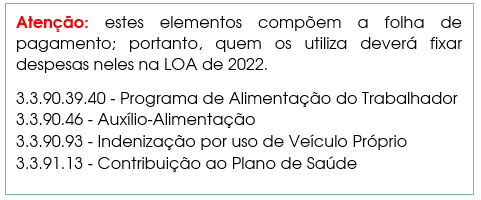 Atenção: estes elementos compõem a folha de
pagamento; portanto, quem os utiliza deverá fixar
despesas neles na LOA de 2022.
3.3.90.39.40 - Programa de Alimentação do Trabalhador
3.3.90.46 - Auxílio-Alimentação
3.3.90.93 - Indenização por uso de Veículo Próprio
3.3.91.13 - Contribuição ao Plano de Saúde